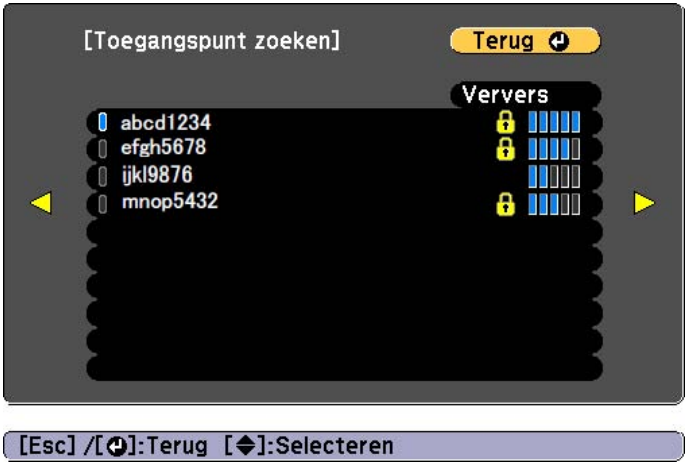 [Toegangspunt zoeken]
Terug
Ververs
abcd1234
efgh5678
ijkl9876
mnop5432
[Esc] /[⏎]:Terug [◆]:Selecteren